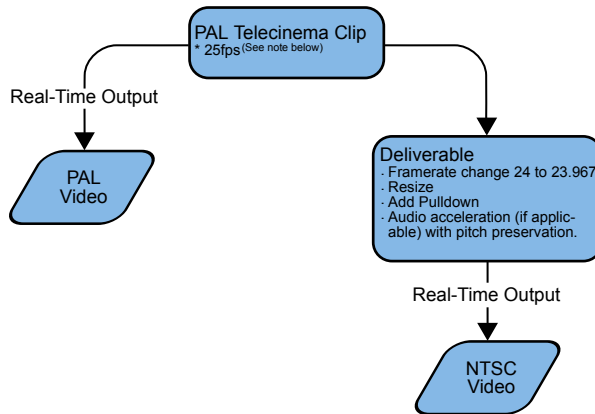 PAL Telecinema Clip
* 25fps(See note below)
Real-Time Output
PAL
Video
Deliverable
· Framerate change 24 to 23.967
· Resize
· Add Pulldown
· Audio acceleration (if applic-
able) with pitch preservation.
Real-Time Output
NTSC
Video